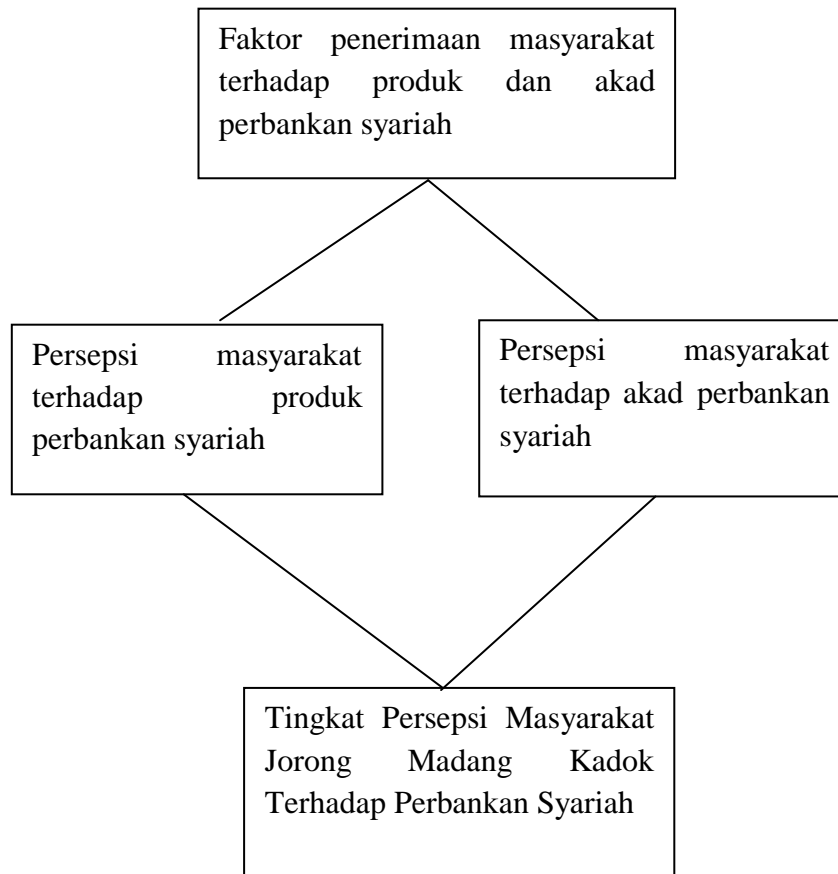 Faktor penerimaan masyarakat
terhadap produk dan akad
perbankan syariah
Persepsi masyarakat
terhadap produk
perbankan syariah
Persepsi masyarakat
terhadap akad perbankan
syariah
Tingkat Persepsi Masyarakat
Jorong Madang Kadok
Terhadap Perbankan Syariah